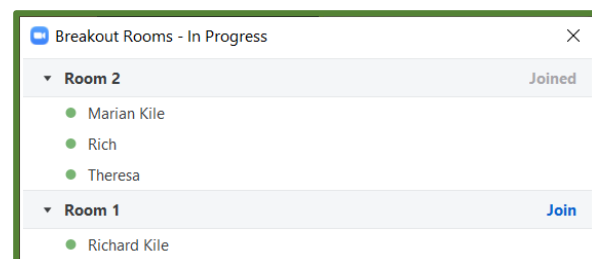 Breakout Rooms - In Progress
Room 2 Joined
Marian Kile
Rich
Theresa
Room 1 Join
Richard Kile